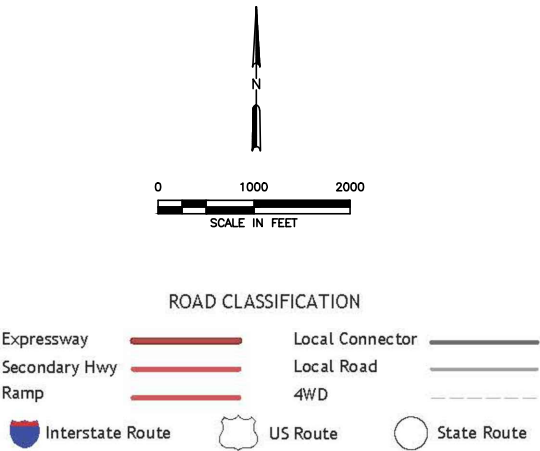 N
0 1000 2000
SCALE IN FEET
ROAD CLASSIFICATION
Expressway Local Connector
Secondary Hwy Local Road
Ramp 4WD
Interstate Route US Route State Route